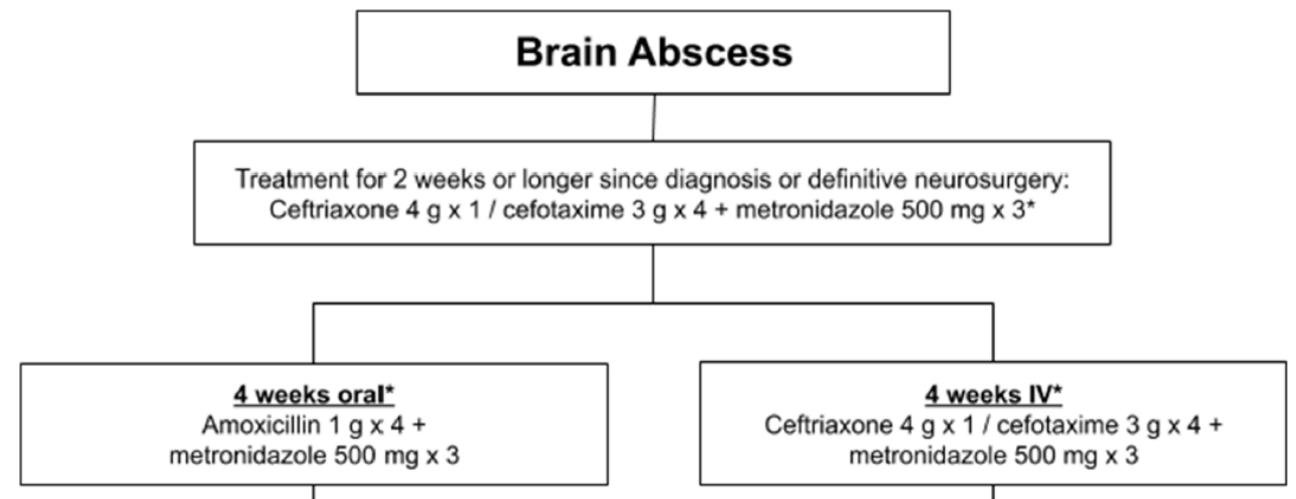 Brain Abscess
Treatment for 2 weeks or longer since diagnosis or definitive neurosurgery:
Ceftriaxone 4 g x 1 / cefotaxime 3 g x 4 + metronidazole 500 mg x 3*
4 weeks oral*
Amoxicillin 1 g x 4 +
metronidazole 500 mg x 3
4 weeks IV*
Ceftriaxone 4 g x 1 / cefotaxime 3 g x 4 +
metronidazole 500 mg x 3